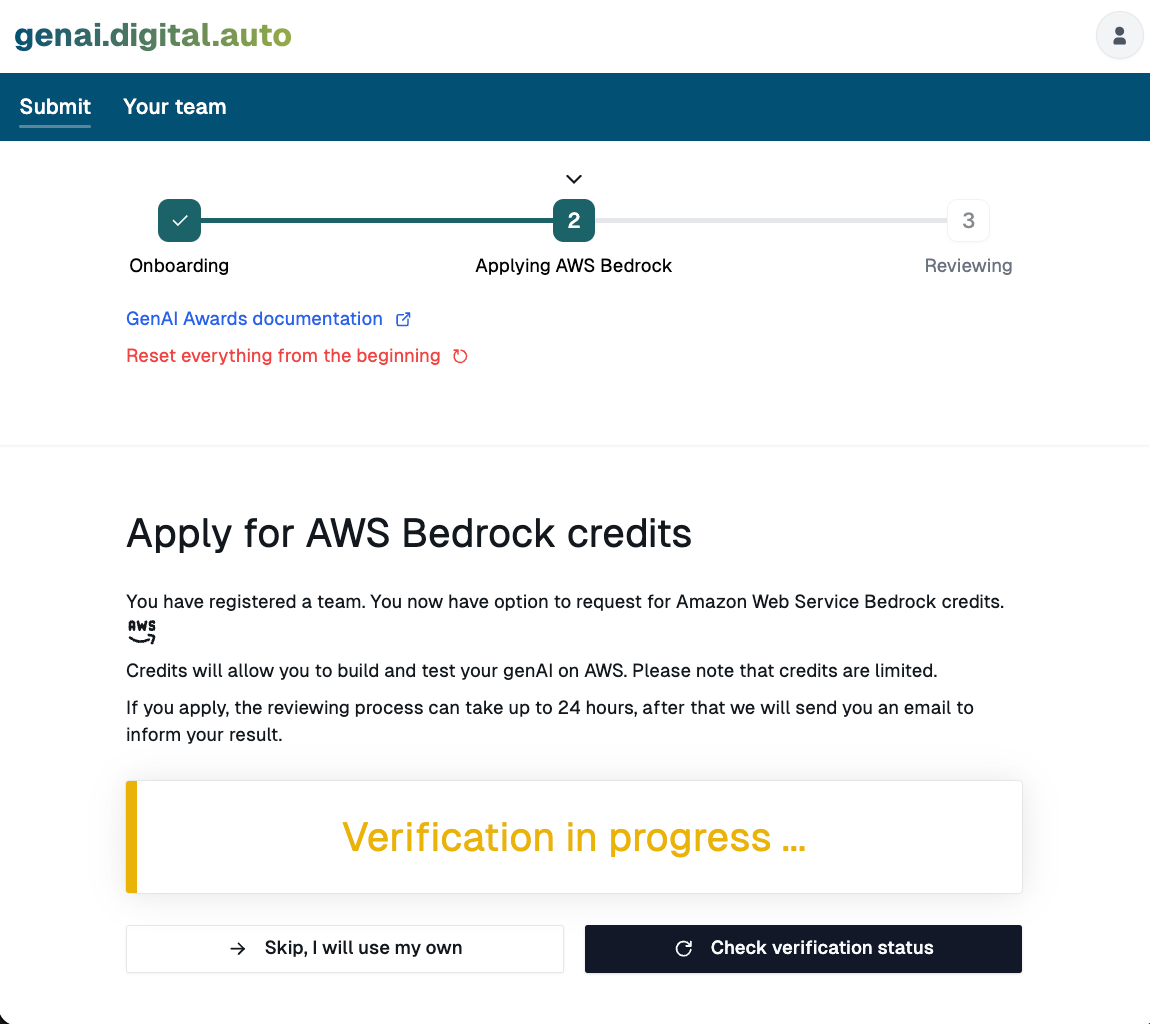 genai.digital.auto
Submit Your team
2 3
Onboarding Applying AWS Bedrock Reviewing
GenAI Awards documentation
Reset everything from the beginning
Apply for AWS Bedrock credits
You have registered a team. You now have option to request for Amazon Web Service Bedrock credits.
AWS
Credits will allow you to build and test your genAI on AWS. Please note that credits are limited.
If you apply, the reviewing process can take up to 24 hours, after that we will send you an email to
inform your result.
Verification in progress ...
Skip, I will use my own Check verification status